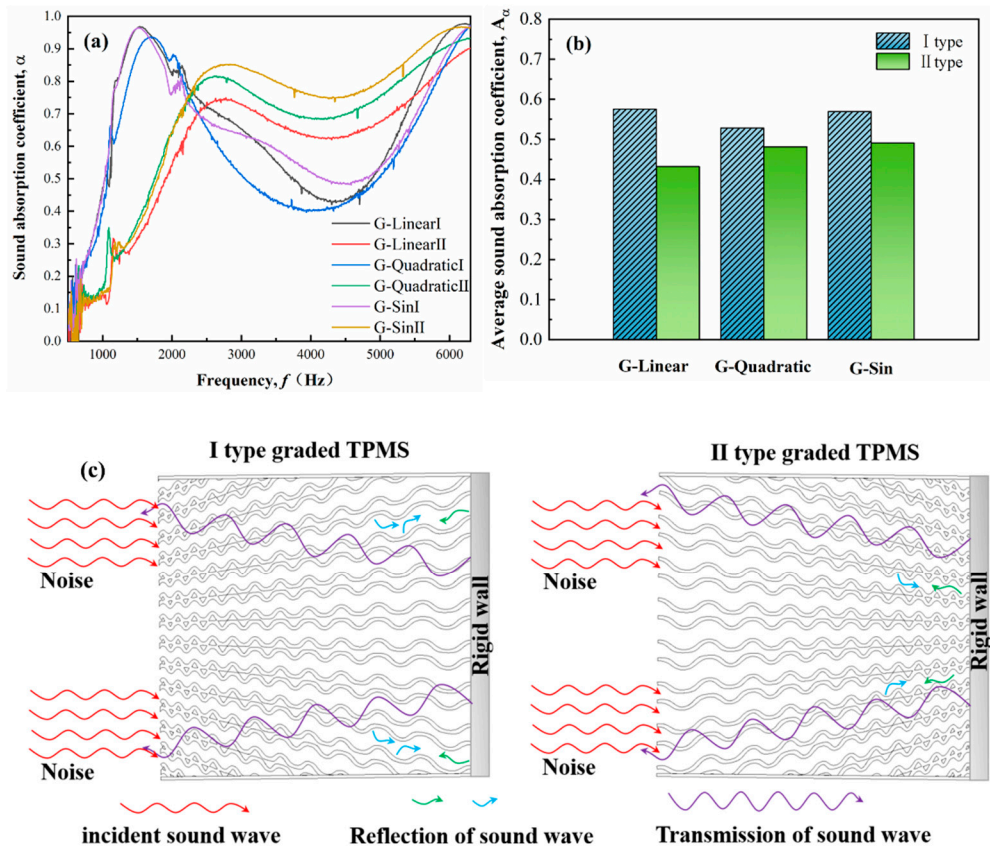 (a)
Sound absorption coefficient, α
1.0
0.9
0.8
0.7
0.6
0.5
0.4
0.3
0.2
0.1
0.0
G-LinearI
G-LinearII
G-QuadraticI
G-QuadraticII
G-SinI
G-SinII
1000 2000 3000 4000 5000 6000
Frequency, f (Hz)
(b)
Average sound absorption coefficient, Aα
0.8
0.7
0.6
0.5
0.4
0.3
0.2
0.1
0.0
I type
II type
G-Linear G-Quadratic G-Sin
(c)
I type graded TPMS
Noise
Noise
Rigid wall
II type graded TPMS
Noise
Noise
Rigid wall
incident sound wave
Reflection of sound wave
Transmission of sound wave